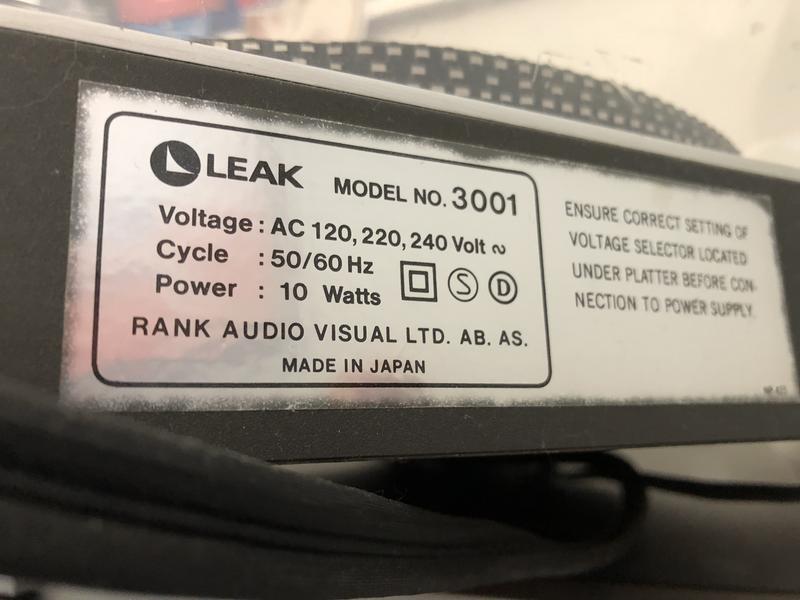 LEAK MODEL NO. 3001
Voltage : AC 120, 220, 240 Volt ∾
Cycle : 50/60 Hz
Power : 10 Watts
S D
RANK AUDIO VISUAL LTD. AB. AS.
MADE IN JAPAN
ENSURE CORRECT SETTING OF
VOLTAGE SELECTOR LOCATED
UNDER PLATTER BEFORE CON-
NECTION TO POWER SUPPLY.